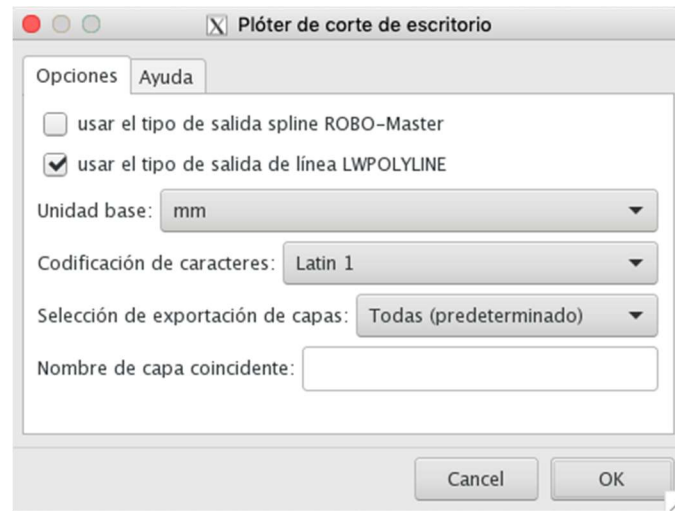 Plóter de corte de escritorio
Opciones Ayuda
usar el tipo de salida spline ROBO-Master
usar el tipo de salida de línea LWPOLYLINE
Unidad base: mm
Codificación de caracteres: Latin 1
Selección de exportación de capas: Todas (predeterminado)
Nombre de capa coincidente:
Cancel OK